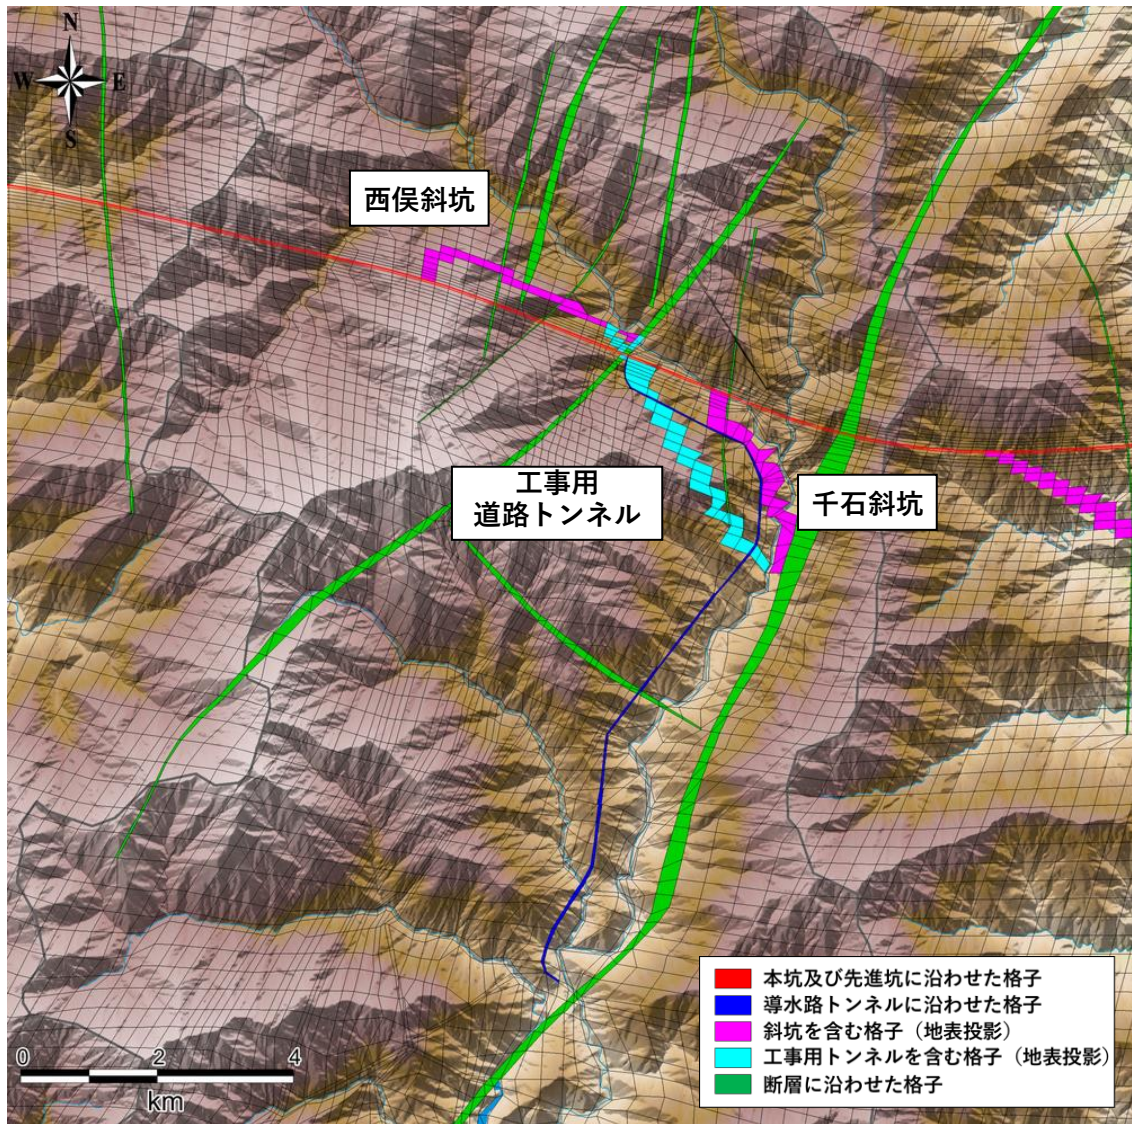 N
W
E
S
西俣斜坑
工事用
道路トンネル
千石斜坑
本坑及び先進坑に沿わせた格子
導水路トンネルに沿わせた格子
斜坑を含む格子（地表投影）
工事用トンネルを含む格子（地表投影）
断層に沿わせた格子
0 2 4
km